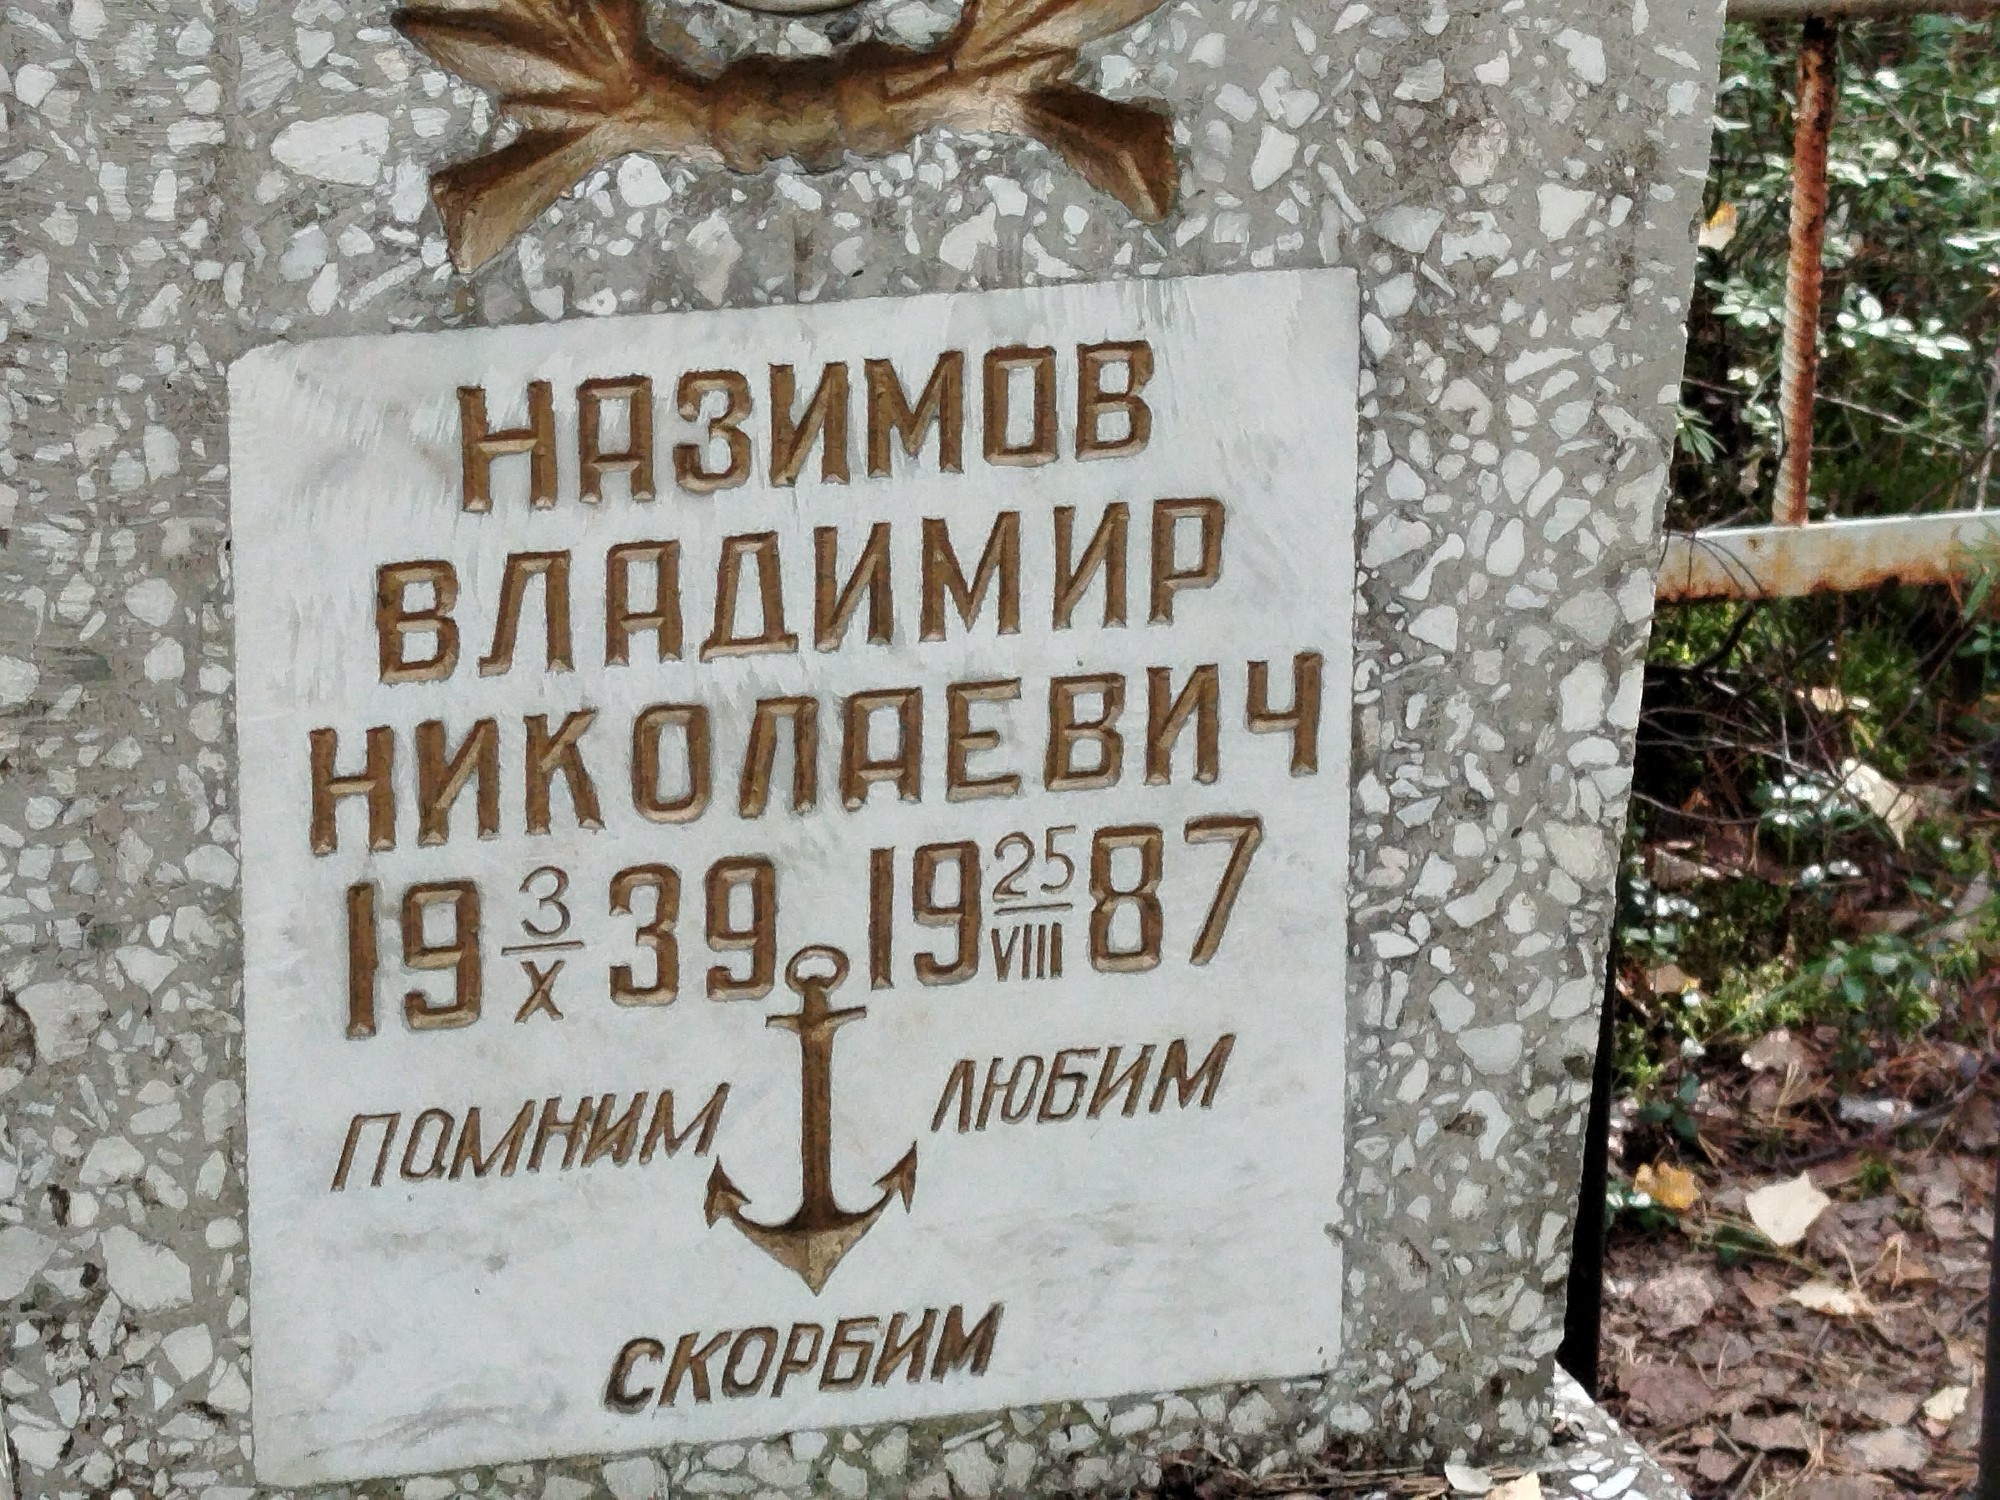 НАЗИМОВ
ВЛАДИМИР
НИКОЛАЕВИЧ
19 3/X 39 19 25/VIII 87
ПОМНИМ ЛЮБИМ
СКОРБИМ